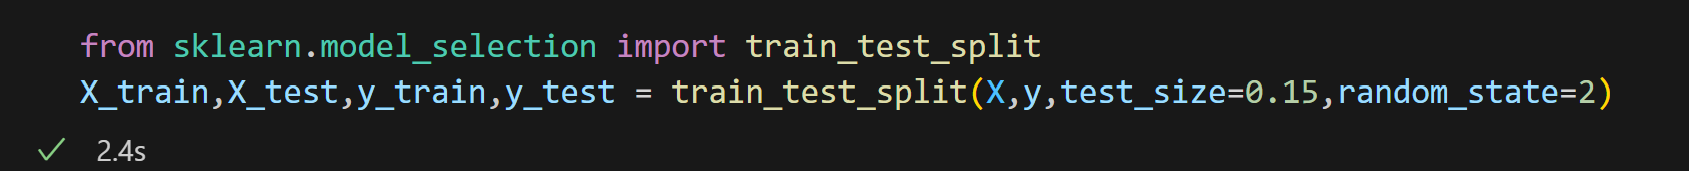 from sklearn.model_selection import train_test_split
X_train,X_test,y_train,y_test = train_test_split(X,y,test_size=0.15,random_state=2)
2.4s